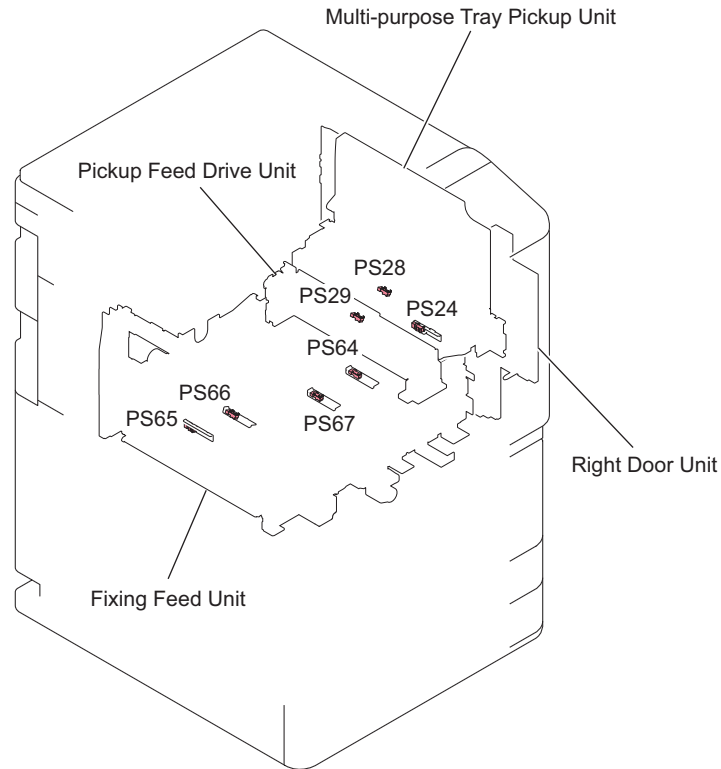 Multi-purpose Tray Pickup Unit
Pickup Feed Drive Unit
PS28
PS29
PS24
PS64
PS66
PS65
PS67
Right Door Unit
Fixing Feed Unit